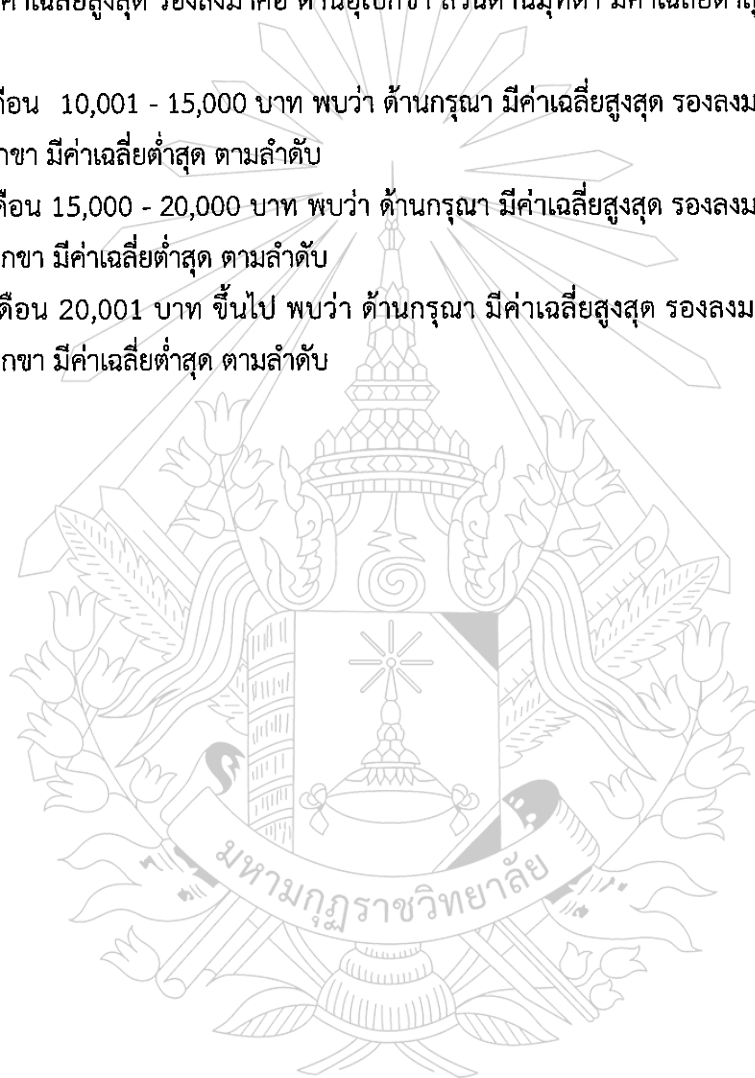 ค่าเฉลี่ยสูงสุด รองลงมาคือ ด้านอุเบกขา ส่วนด้านมุทิตา มีค่าเฉลี่ยต่ำสุ
10,001 - 15,000 บาท พบว่า ด้านกรุณา มีค่าเฉลี่ยสูงสุด รองลงม
กขา มีค่าเฉลี่ยต่ำสุด ตามลำดับ
ดือน 15,000 - 20,000 บาท พบว่า ด้านกรุณา มีค่าเฉลี่ยสูงสุด รองลงม
กขา มีค่าเฉลี่ยต่ำสุด ตามลำดับ
ดือน 20,001 บาท ขึ้นไป พบว่า ด้านกรุณา มีค่าเฉลี่ยสูงสุด รองลงม
กขา มีค่าเฉลี่ยต่ำสุด ตามลำดับ
มหามกุฏราชวิทยาลัย